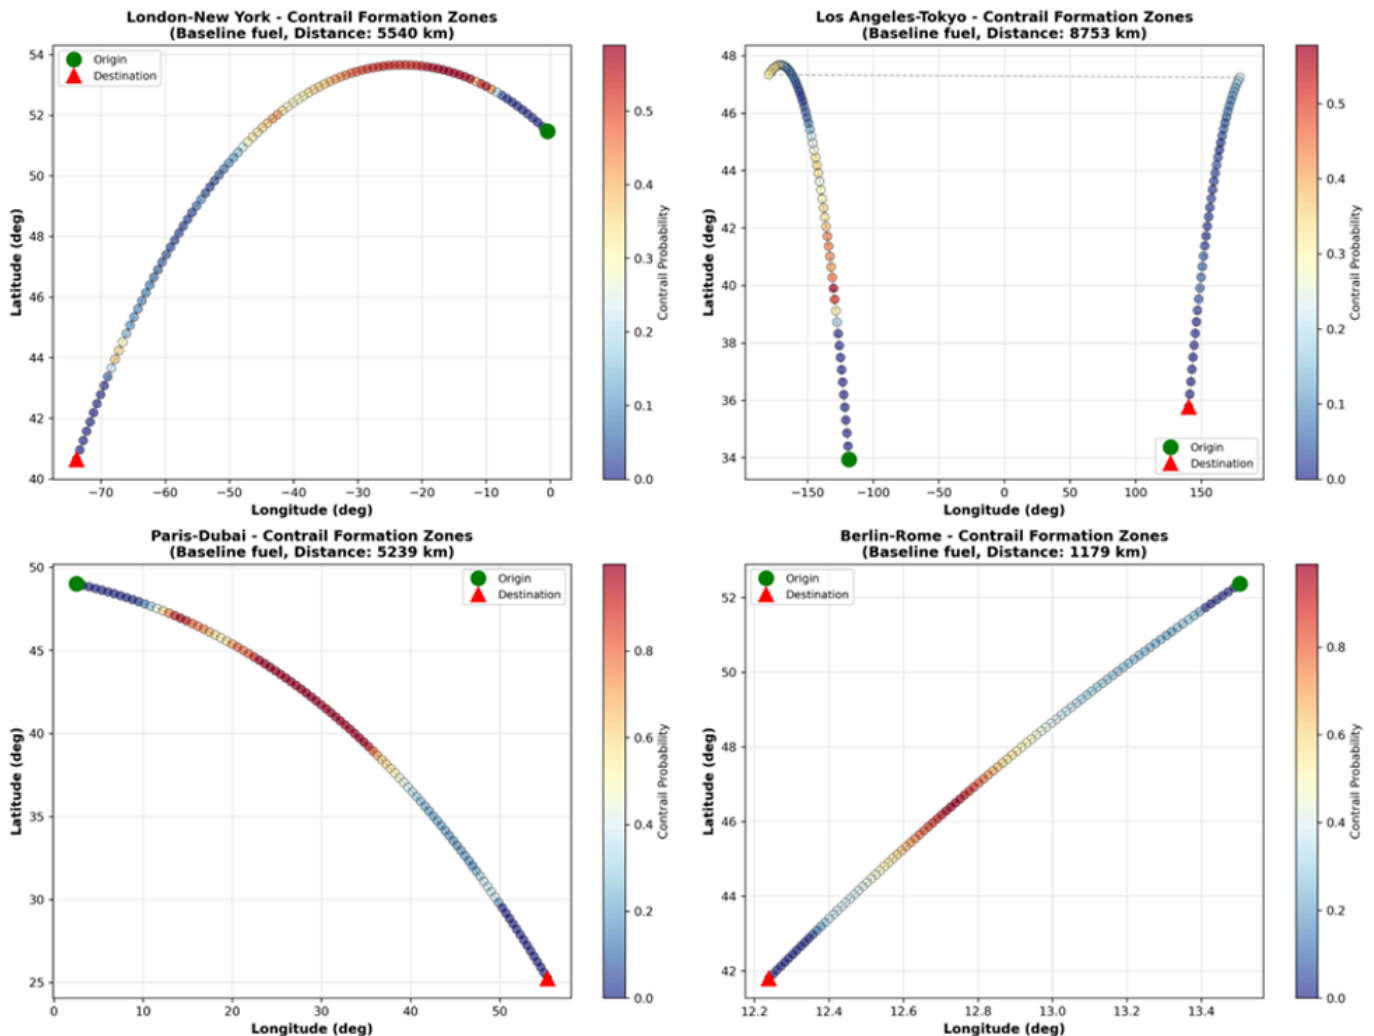 London-New York - Contrail Formation Zones
(Baseline fuel, Distance: 5540 km)
Origin
Destination
54
52
50
48
46
44
42
40
−70
−60
−50
−40
−30
−20
−10
0
Latitude (deg)
Longitude (deg)
0.5
0.4
0.3
0.2
0.1
0.0
Contrail Probability
Los Angeles-Tokyo - Contrail Formation Zones
(Baseline fuel, Distance: 8753 km)
48
46
44
42
40
38
36
34
−150
−100
−50
0
50
100
150
Latitude (deg)
Longitude (deg)
Origin
Destination
0.5
0.4
0.3
0.2
0.1
0.0
Contrail Probability
Paris-Dubai - Contrail Formation Zones
(Baseline fuel, Distance: 5239 km)
Origin
Destination
50
45
40
35
30
25
0
10
20
30
40
50
Latitude (deg)
Longitude (deg)
0.8
0.6
0.4
0.2
0.0
Contrail Probability
Berlin-Rome - Contrail Formation Zones
(Baseline fuel, Distance: 1179 km)
Origin
Destination
52
50
48
46
44
42
12.2
12.4
12.6
12.8
13.0
13.2
13.4
Latitude (deg)
Longitude (deg)
0.8
0.6
0.4
0.2
0.0
Contrail Probability